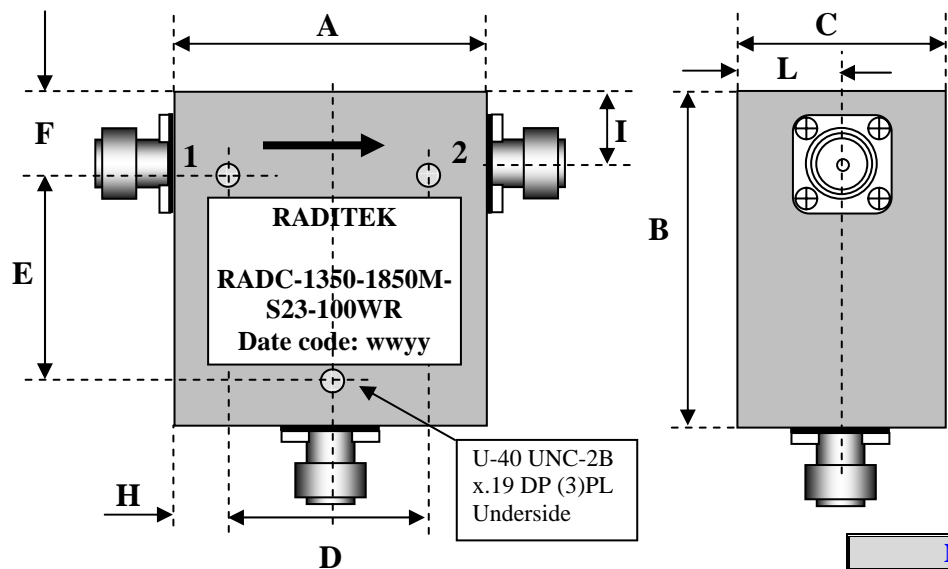 A
C
L
F
I
1
2
RADITEK
B
E
RADC-1350-1850M-
S23-100WR
Date code: wwyy
U-40 UNC-2B
x.19 DP (3)PL
Underside
H
D